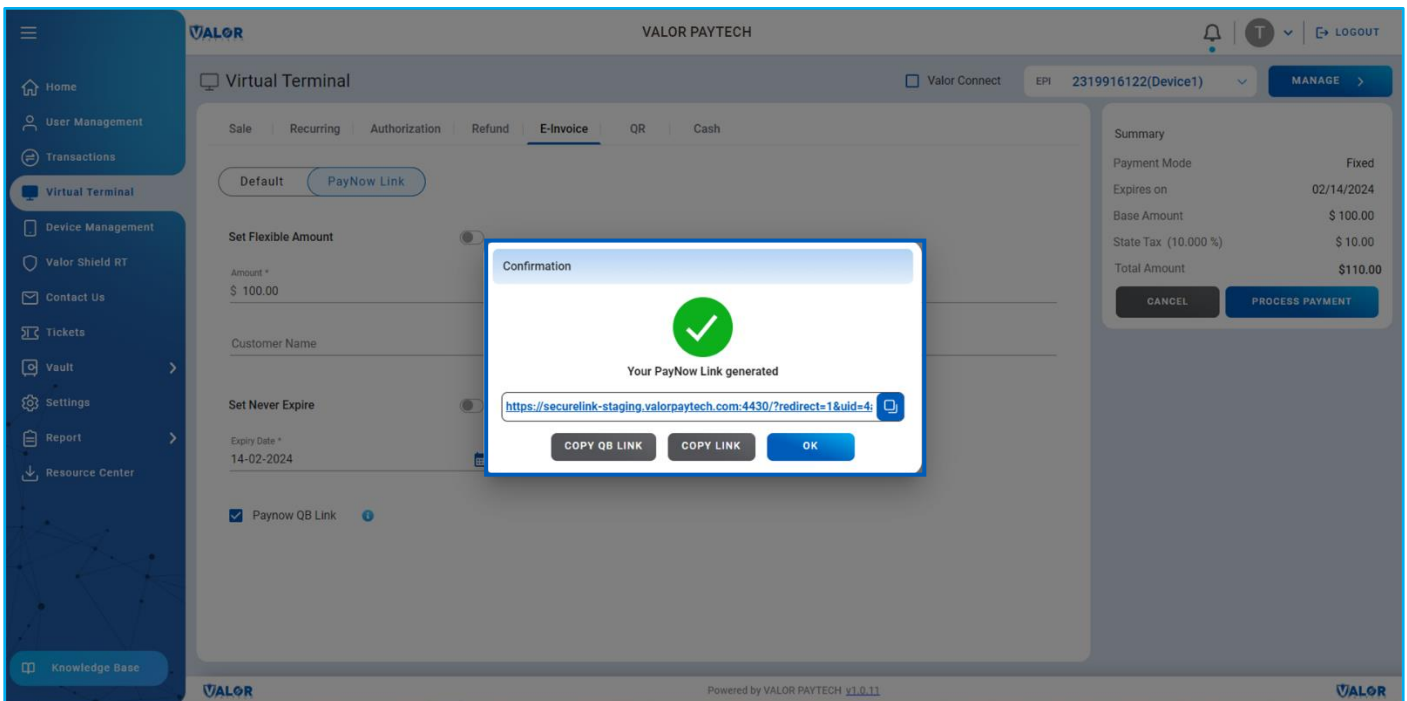 VALOR
VALOR PAYTECH
T
LOGOUT
Home
User Management
Transactions
Virtual Terminal
Device Management
Valor Shield RT
Contact Us
Tickets
Vault
Settings
Report
Resource Center
Knowledge Base
Virtual Terminal
Valor Connect
EPI 2319916122(Device1)
MANAGE >
Sale Recurring Authorization Refund E-Invoice QR Cash
Default PayNow Link
Set Flexible Amount
Amount *
$ 100.00
Customer Name
Set Never Expire
Expiry Date *
14-02-2024
Paynow QB Link
Confirmation
Your PayNow Link generated
https://securelink-staging.valorpaytech.com:4430/?redirect=1&uid=4
COPY QB LINK COPY LINK OK
Summary
Payment Mode Fixed
Expires on 02/14/2024
Base Amount $ 100.00
State Tax (10.000 %) $ 10.00
Total Amount $110.00
CANCEL PROCESS PAYMENT
VALOR
Powered by VALOR PAYTECH v1.0.11
VALOR